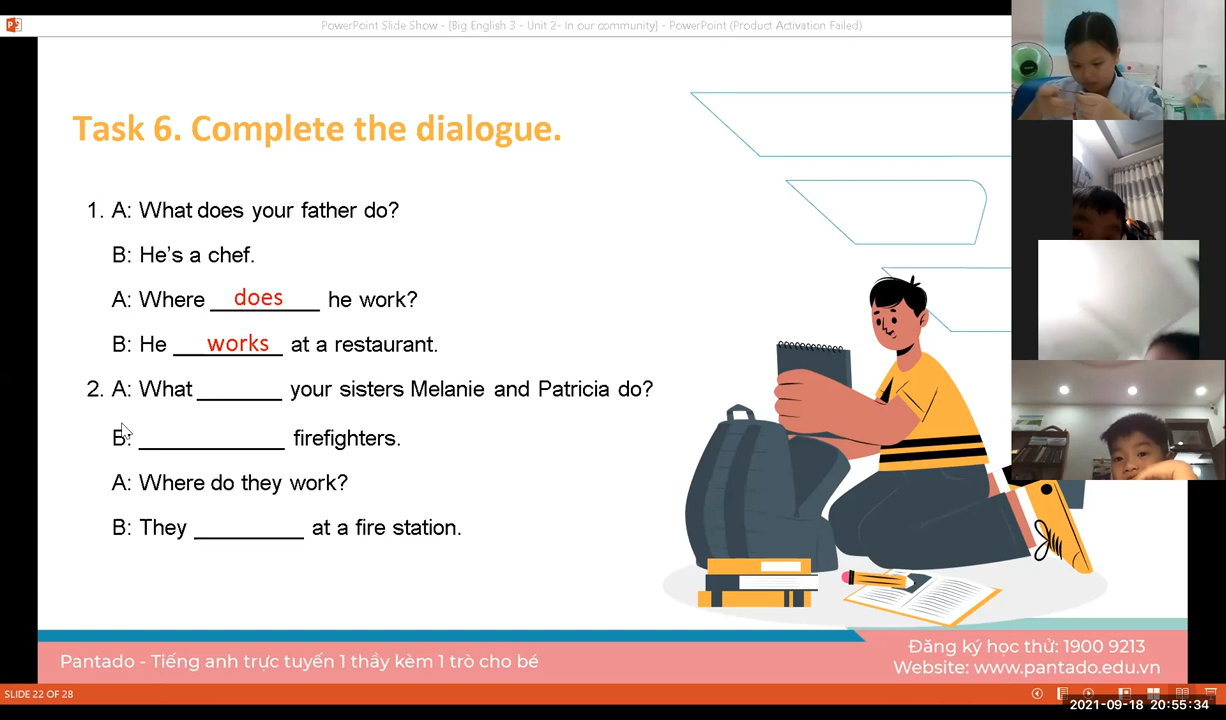 PowerPoint Slide Show - [Big English 3 - Unit 2- In our community] - PowerPoint (Product Activation Failed)
Task 6. Complete the dialogue.
1. A: What does your father do?
B: He's a chef.
A: Where does he work?
B: He works at a restaurant.
2. A: What ________ your sisters Melanie and Patricia do?
B: ____________ firefighters.
A: Where do they work?
B: They _________ at a fire station.
Pantado - Tiếng anh trực tuyến 1 thầy kèm 1 trò cho bé
Đăng ký học thử: 1900 9213
Website: www.pantado.edu.vn
SLIDE 22 OF 28
2021-09-18 20:55:34